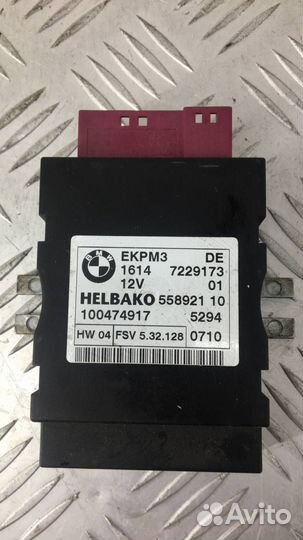 BMW
EKPM3 DE
1614 7229173
12V 01
HELBAKO 558921 10
100474917 5294
HW 04 FSV 5.32.128 0710
Avito